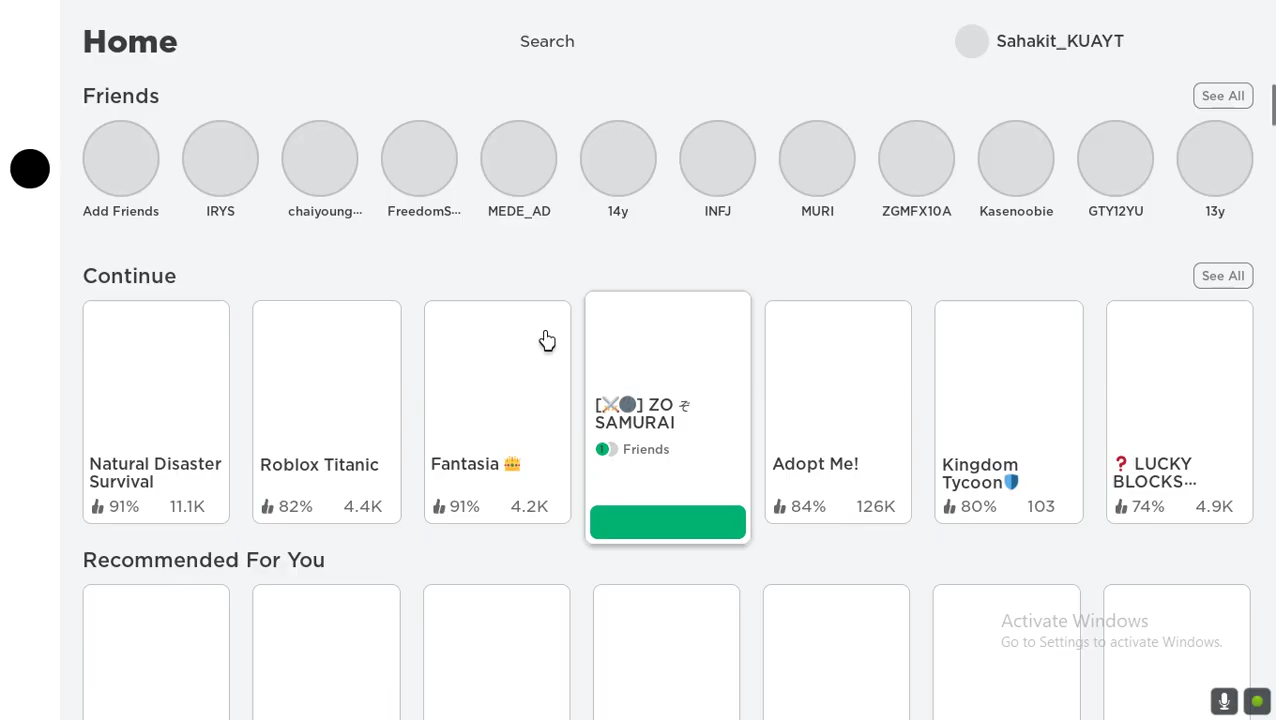 Home
Search
Sahakit_KUAYT
Friends
See All
Add Friends
IRYS
chaiyoung...
FreedomS...
MEDE_AD
14y
INFJ
MURI
ZGMFX10A
Kasenoobie
GTY12YU
13y
Continue
See All
Natural Disaster
Survival
91% 11.1K
Roblox Titanic
82% 4.4K
Fantasia 👑
91% 4.2K
[⚔️🌑] ZO ぞ
SAMURAI
Friends
Adopt Me!
84% 126K
Kingdom
Tycoon🛡️
80% 103
❓ LUCKY
BLOCKS...
74% 4.9K
Recommended For You
Activate Windows
Go to Settings to activate Windows.